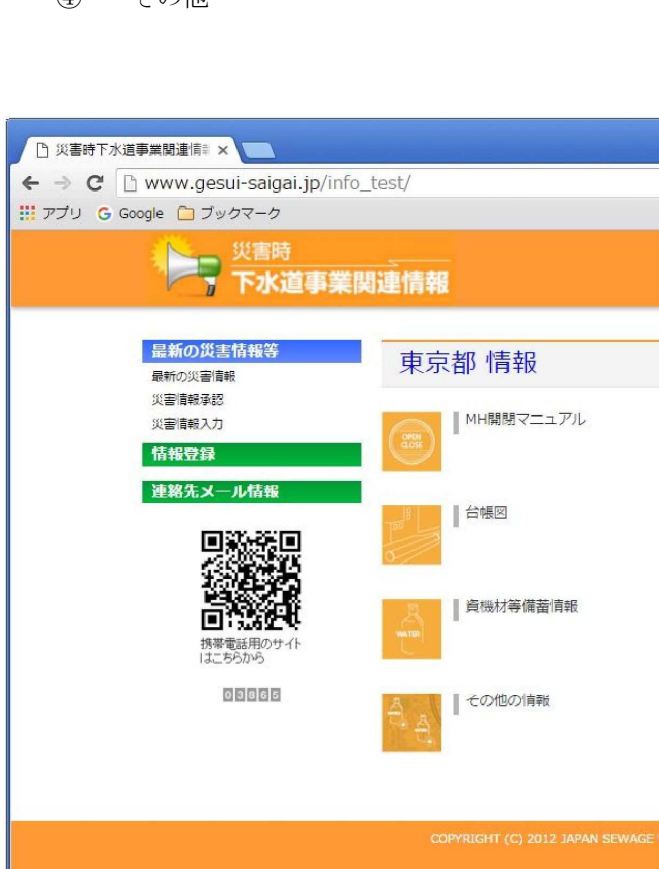 ④ その他
災害時下水道事業関連情報
www.gesui-saigai.jp/info_test/
アプリ Google ブックマーク
災害時
下水道事業関連情報
最新の災害情報等
最新の災害情報
災害情報承認
災害情報入力
情報登録
連絡先メール情報
携帯電話用のサイト
はこちらから
03865
東京都 情報
OPEN
CLOSE
MH開閉マニュアル
台帳図
WATER
資機材等備蓄情報
その他の情報
COPYRIGHT (C) 2012 JAPAN SEWAGE